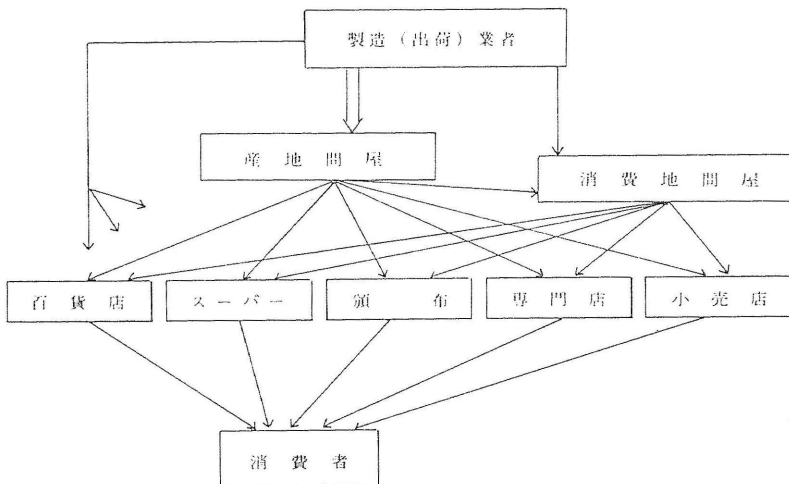 製造(出荷)業者
産地問屋
消費地問屋
百貨店
スーパー
頒布
専門店
小売店
消費者